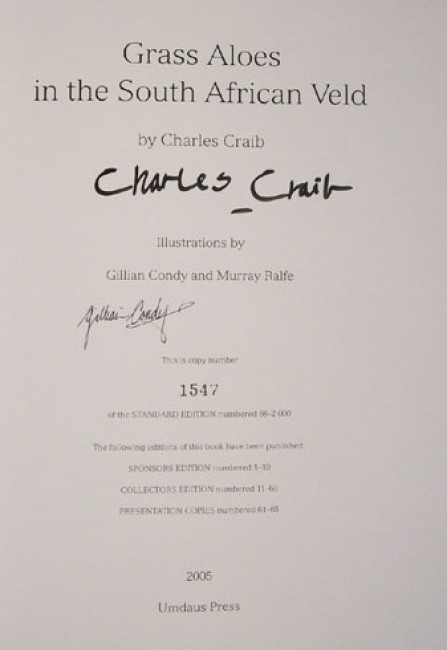 Grass Aloes
in the South African Veld
by Charles Craib
Charles Craib
Illustrations by
Gillian Condy and Murray Ralfe
Gillian Condy
This is copy number
1547
of the STANDARD EDITION numbered 66-2 000
The following editions of this book have been published
SPONSORS EDITION numbered 1-10
COLLECTORS EDITION numbered 11-60
PRESENTATION COPIES numbered 61-65
2005
Umdaus Press